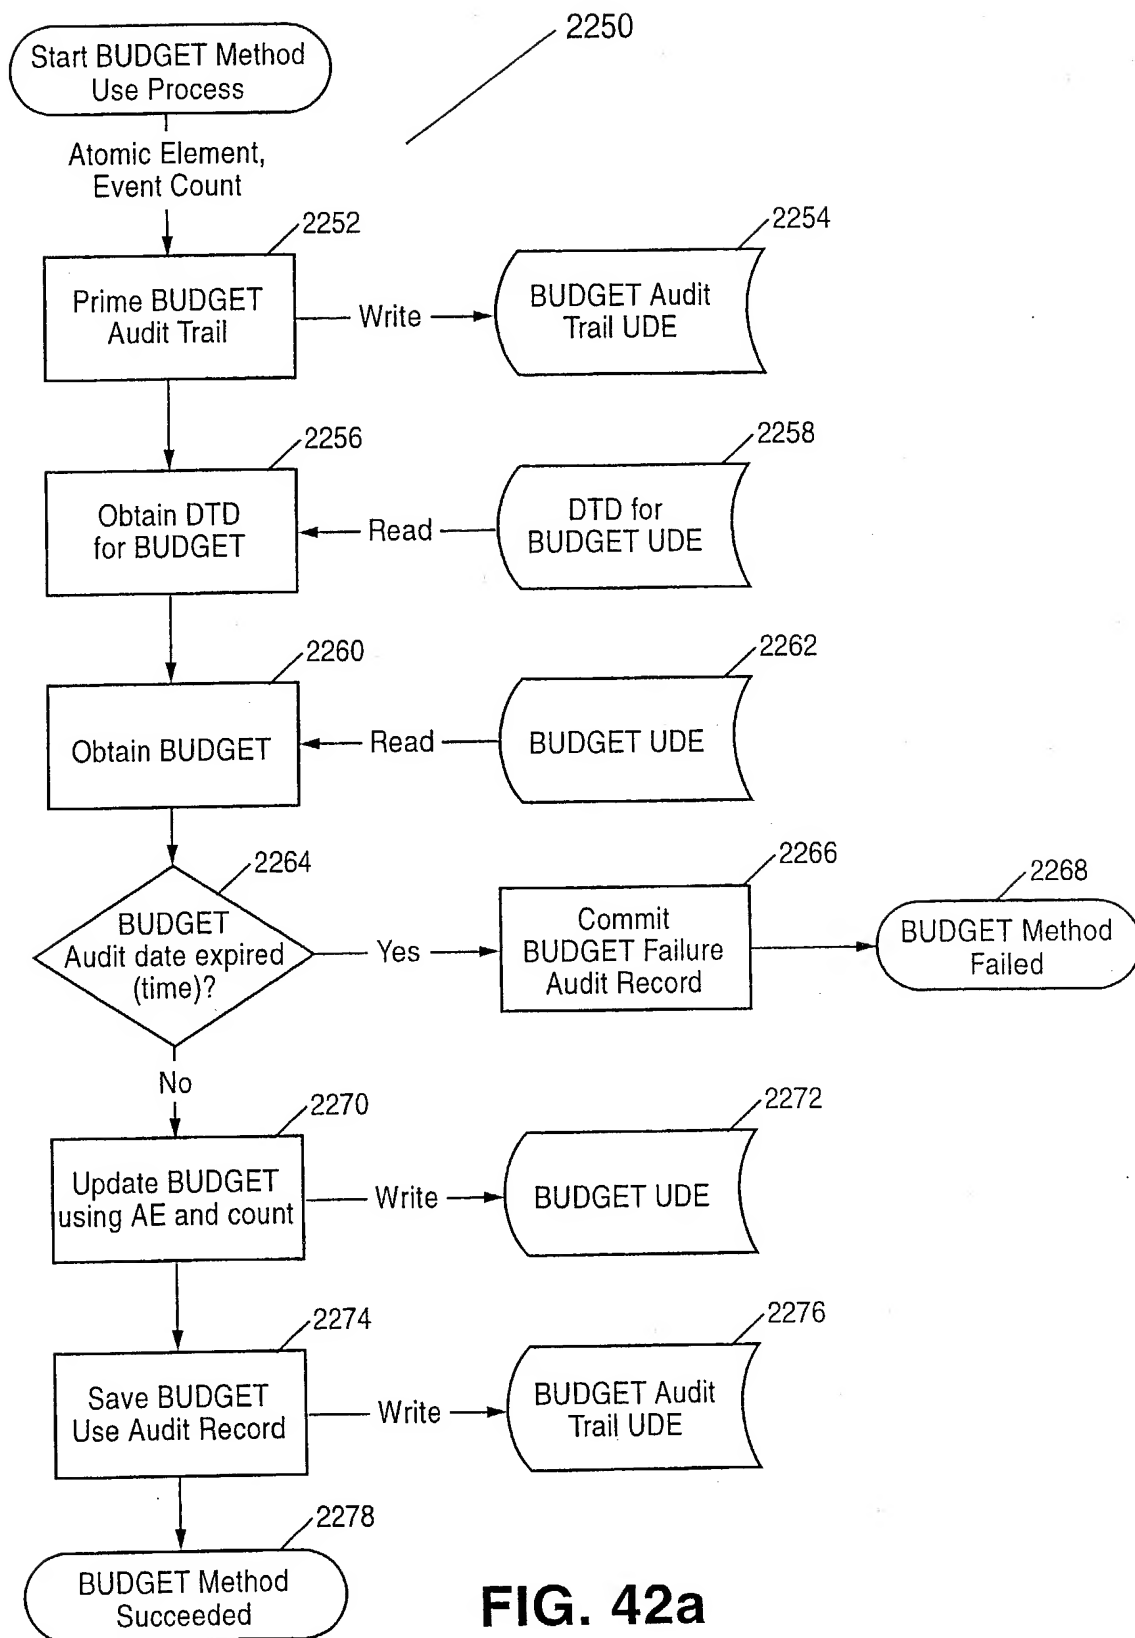 2250
Start BUDGET Method
Use Process
Atomic Element,
Event Count
2252
2254
Prime BUDGET
Audit Trail
Write
BUDGET Audit
Trail UDE
2256
2258
Obtain DTD
for BUDGET
Read
DTD for
BUDGET UDE
2260
2262
Obtain BUDGET
Read
BUDGET UDE
2264
2266
2268
BUDGET
Audit date expired
(time)?
Yes
Commit
BUDGET Failure
Audit Record
BUDGET Method
Failed
No
2270
2272
Update BUDGET
using AE and count
Write
BUDGET UDE
2274
2276
Save BUDGET
Use Audit Record
Write
BUDGET Audit
Trail UDE
2278
BUDGET Method
Succeeded
FIG. 42a